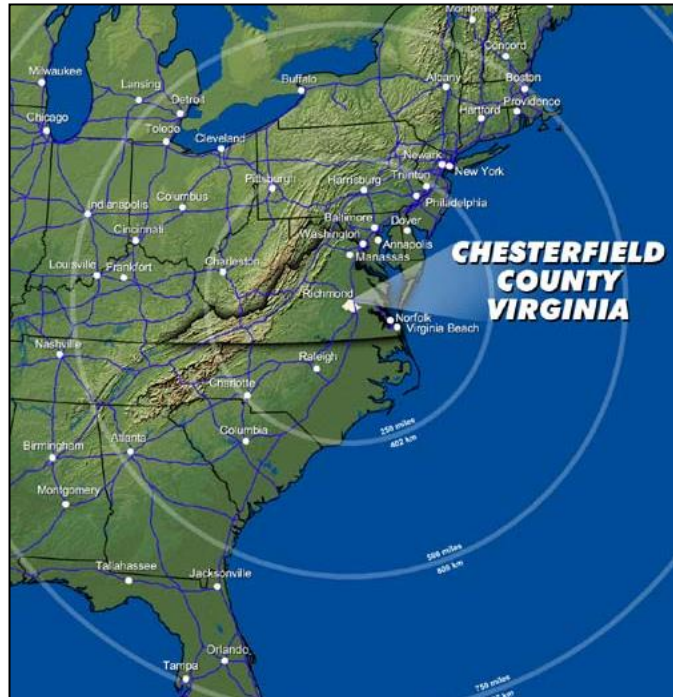 Montpelier
Concord
Milwaukee
Lansing
Buffalo
Albany
Boston
Detroit
Hartford
Providence
Chicago
Toledo
Cleveland
Newark
New York
Pittsburgh
Harrisburg
Trinton
Columbus
Philadelphia
Indianapolis
Baltimore
Dover
Cincinnati
Washington
Annapolis
Manassas
CHESTERFIELD
COUNTY
VIRGINIA
Louisville
Frankfort
Charleston
Richmond
Norfolk
Virginia Beach
Nashville
Raleigh
Charlotte
Columbia
250 miles
402 km
Birmingham
Atlanta
Montgomery
500 miles
805 km
Tallahassee
Jacksonville
Orlando
Tampa
750 miles